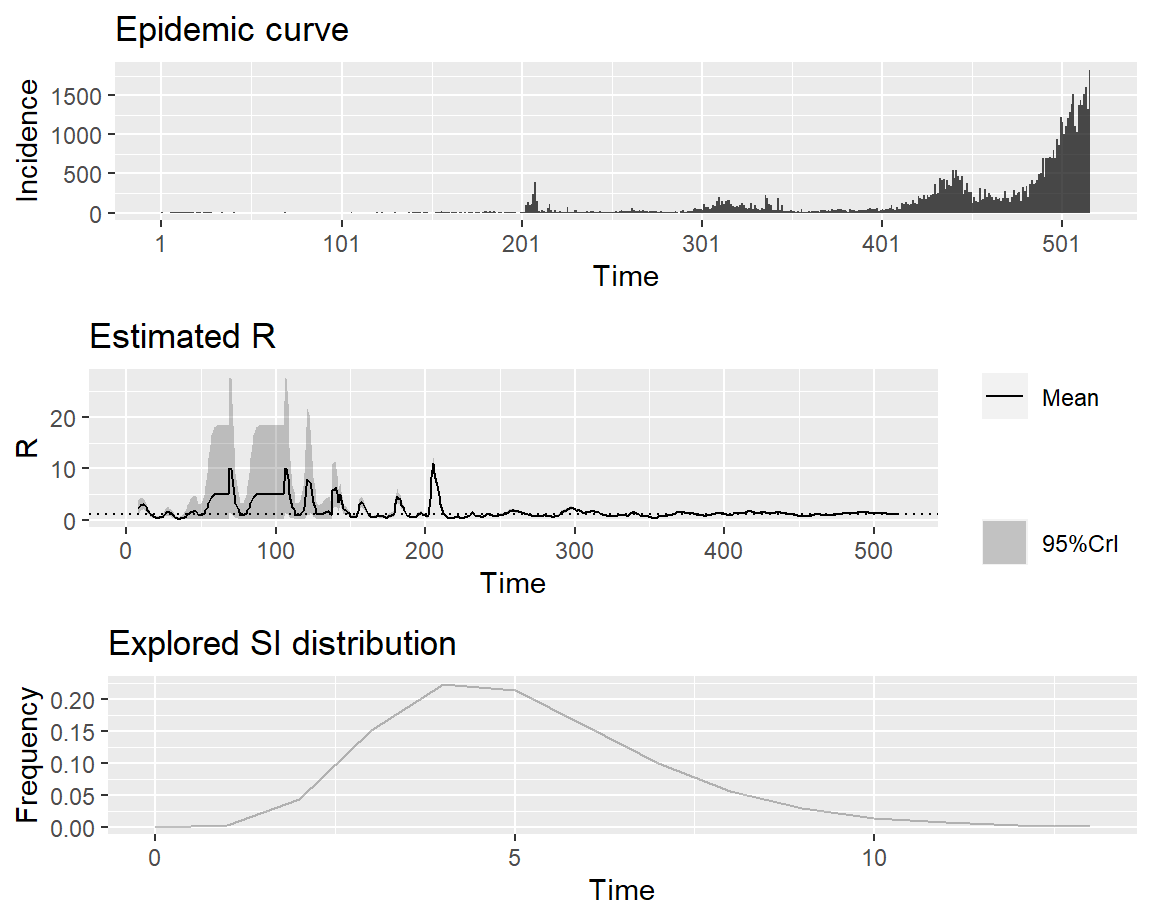 Epidemic curve
Incidence
1500
1000
500
0
1 101 201 301 401 501
Time
Estimated R
R
20
10
0
0 100 200 300 400 500
Time
Mean
95%CrI
Explored SI distribution
Frequency
0.20
0.15
0.10
0.05
0.00
0 5 10
Time